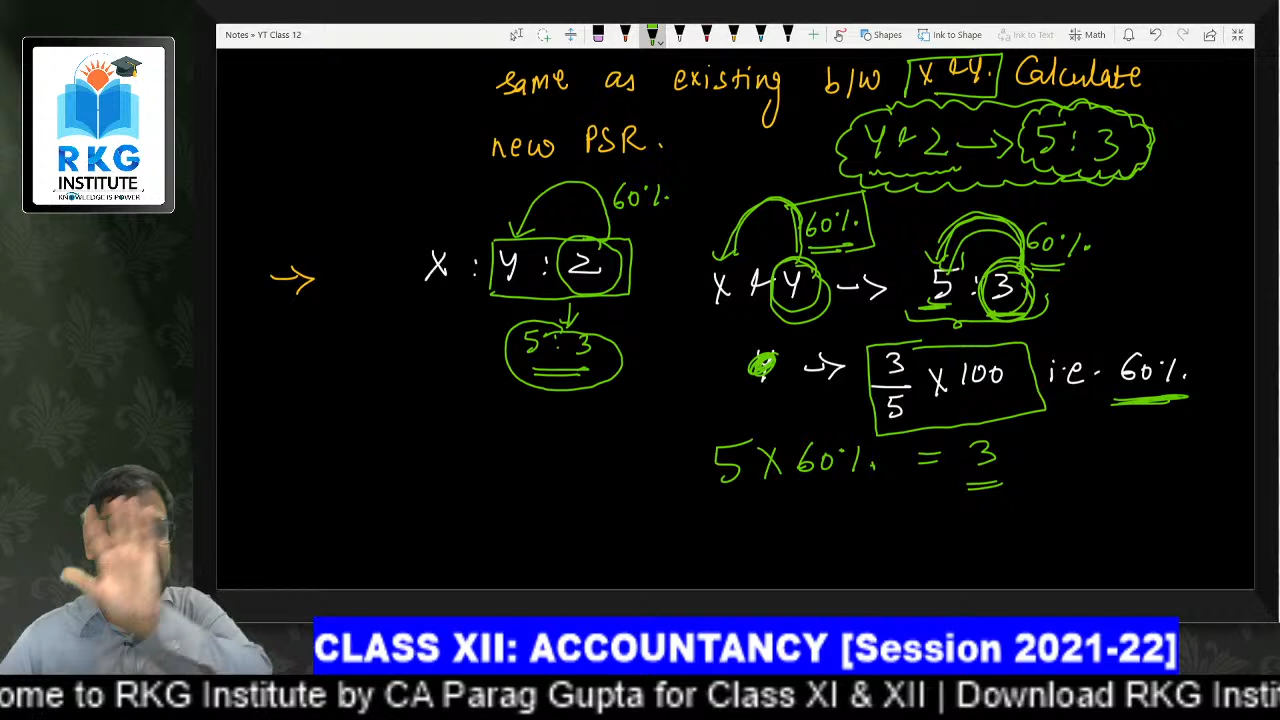 Notes » YT Class 12
Shapes
Ink to Shape
Ink to Text
Math
same as existing b/w X & Y. Calculate
new PSR.
Y & Z → 5 : 3
60%
60%
60%
→ X : Y : Z
X & Y → 5 : 3
5 : 3
→ 3/5 X 100 i.e. 60%.
5 X 60% = 3
RKG
INSTITUTE
KNOWLEDGE IS POWER
CLASS XII: ACCOUNTANCY [Session 2021-22]
ome to RKG Institute by CA Parag Gupta for Class XI & XII | Download RKG Insti